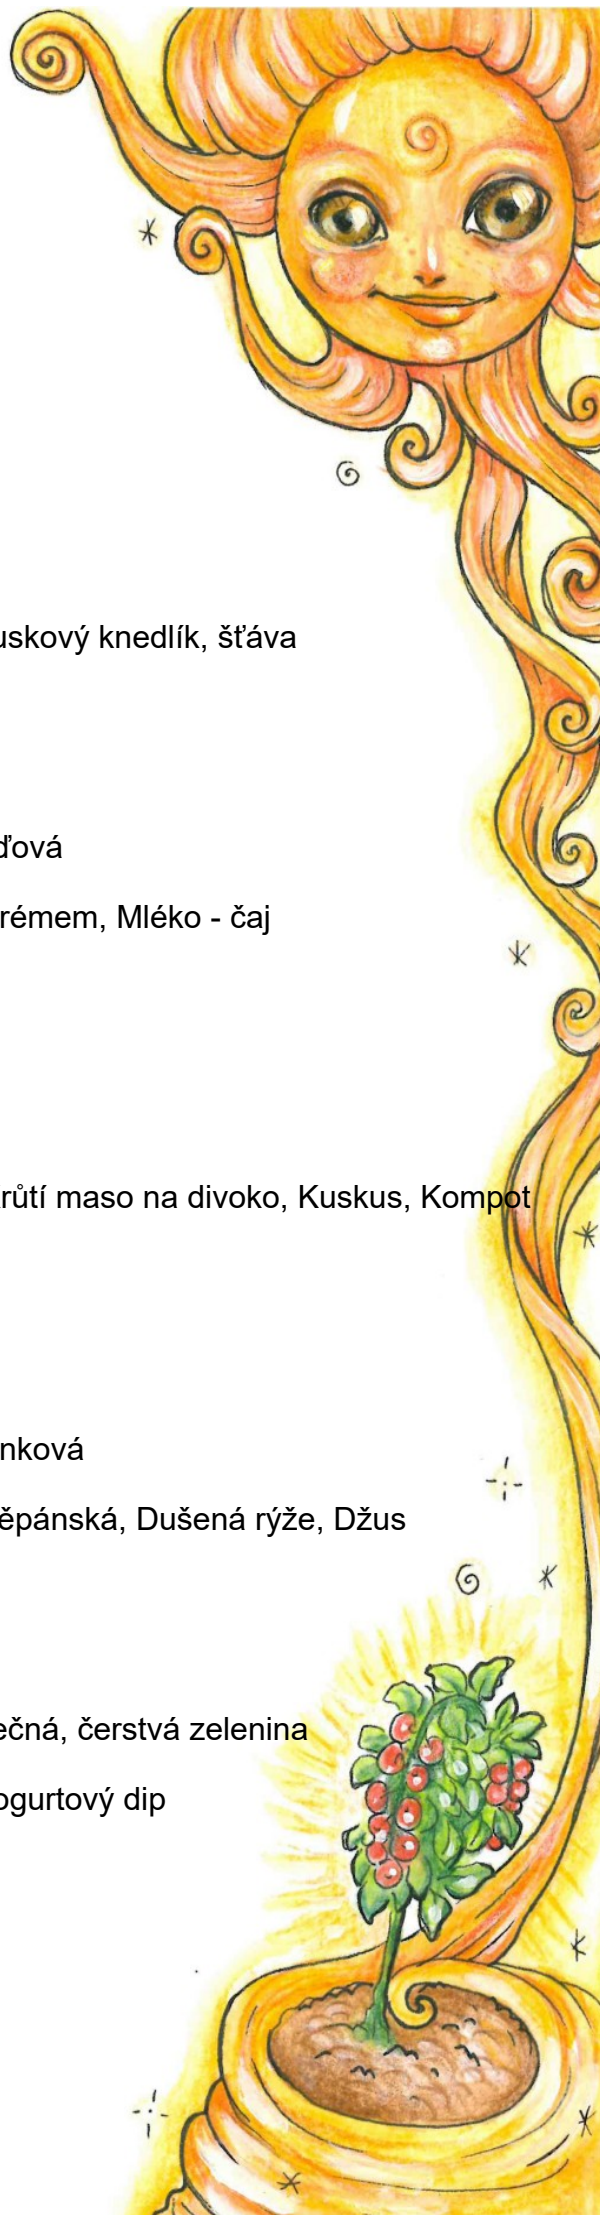 uskový knedlík, šťáva
ďová
rémem, Mléko - čaj
růtí maso na divoko, Kuskus, Kompot
nková
ěpánská, Dušená rýže, Džus
ečná, čerstvá zelenina
ogurtový dip